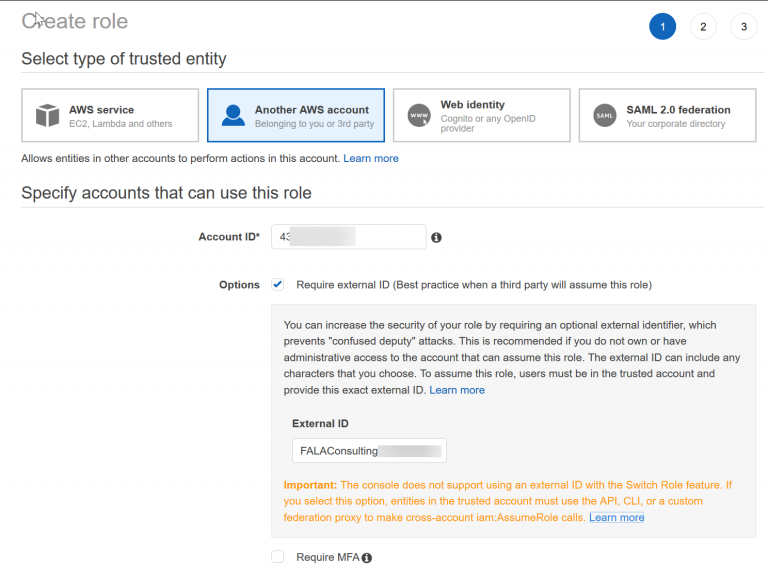 Create role
1 2 3
Select type of trusted entity
AWS service
EC2, Lambda and others
Another AWS account
Belonging to you or 3rd party
www
Web identity
Cognito or any OpenID
provider
SAML
SAML 2.0 federation
Your corporate directory
Allows entities in other accounts to perform actions in this account. Learn more
Specify accounts that can use this role
Account ID* 43
Options Require external ID (Best practice when a third party will assume this role)
You can increase the security of your role by requiring an optional external identifier, which
prevents "confused deputy" attacks. This is recommended if you do not own or have
administrative access to the account that can assume this role. The external ID can include any
characters that you choose. To assume this role, users must be in the trusted account and
provide this exact external ID. Learn more
External ID
FALAConsulting
Important: The console does not support using an external ID with the Switch Role feature. If
you select this option, entities in the trusted account must use the API, CLI, or a custom
federation proxy to make cross-account iam:AssumeRole calls. Learn more
Require MFA